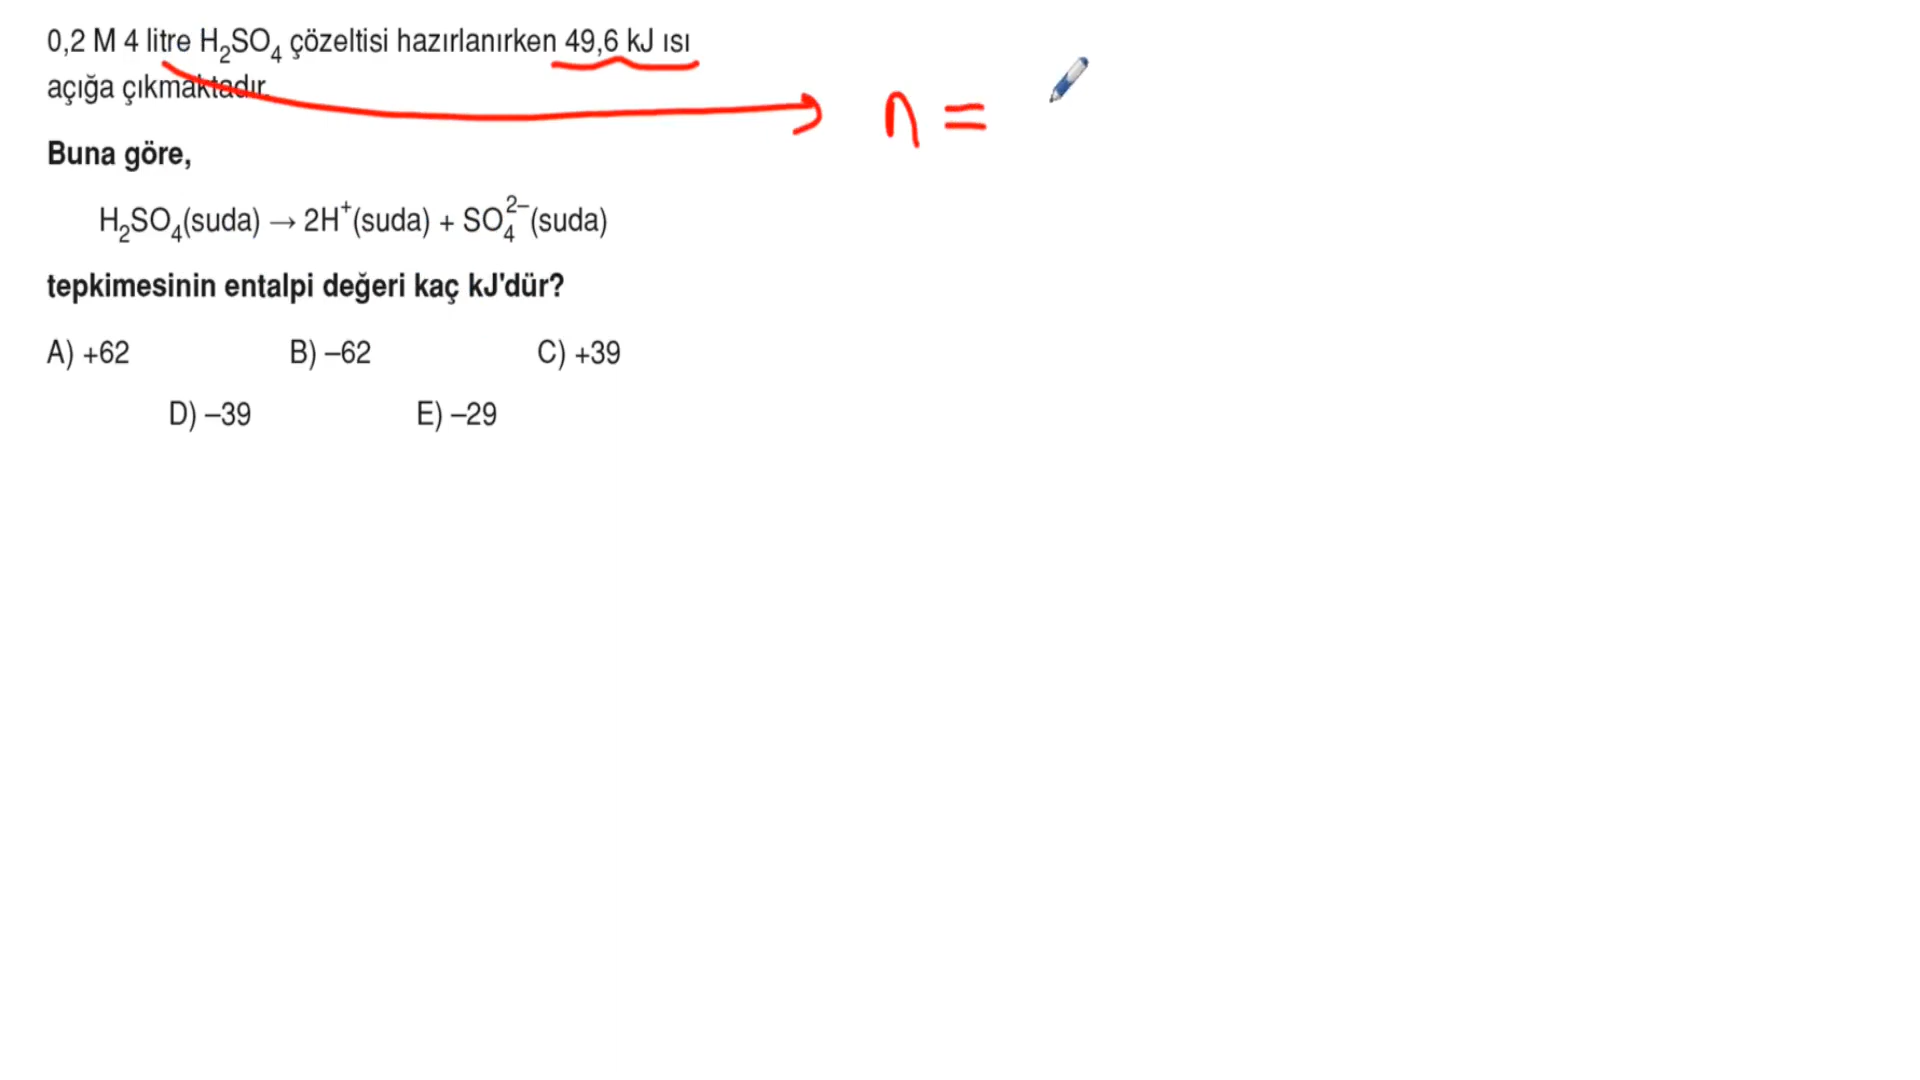 0,2 M 4 litre H₂SO₄ çözeltisi hazırlanırken 49,6 kJ ısı
açığa çıkmaktadır.
n =
Buna göre,
H₂SO₄(suda) → 2H⁺(suda) + SO₄²⁻(suda)
tepkimesinin entalpi değeri kaç kJ'dür?
A) +62 B) –62 C) +39
D) –39 E) –29